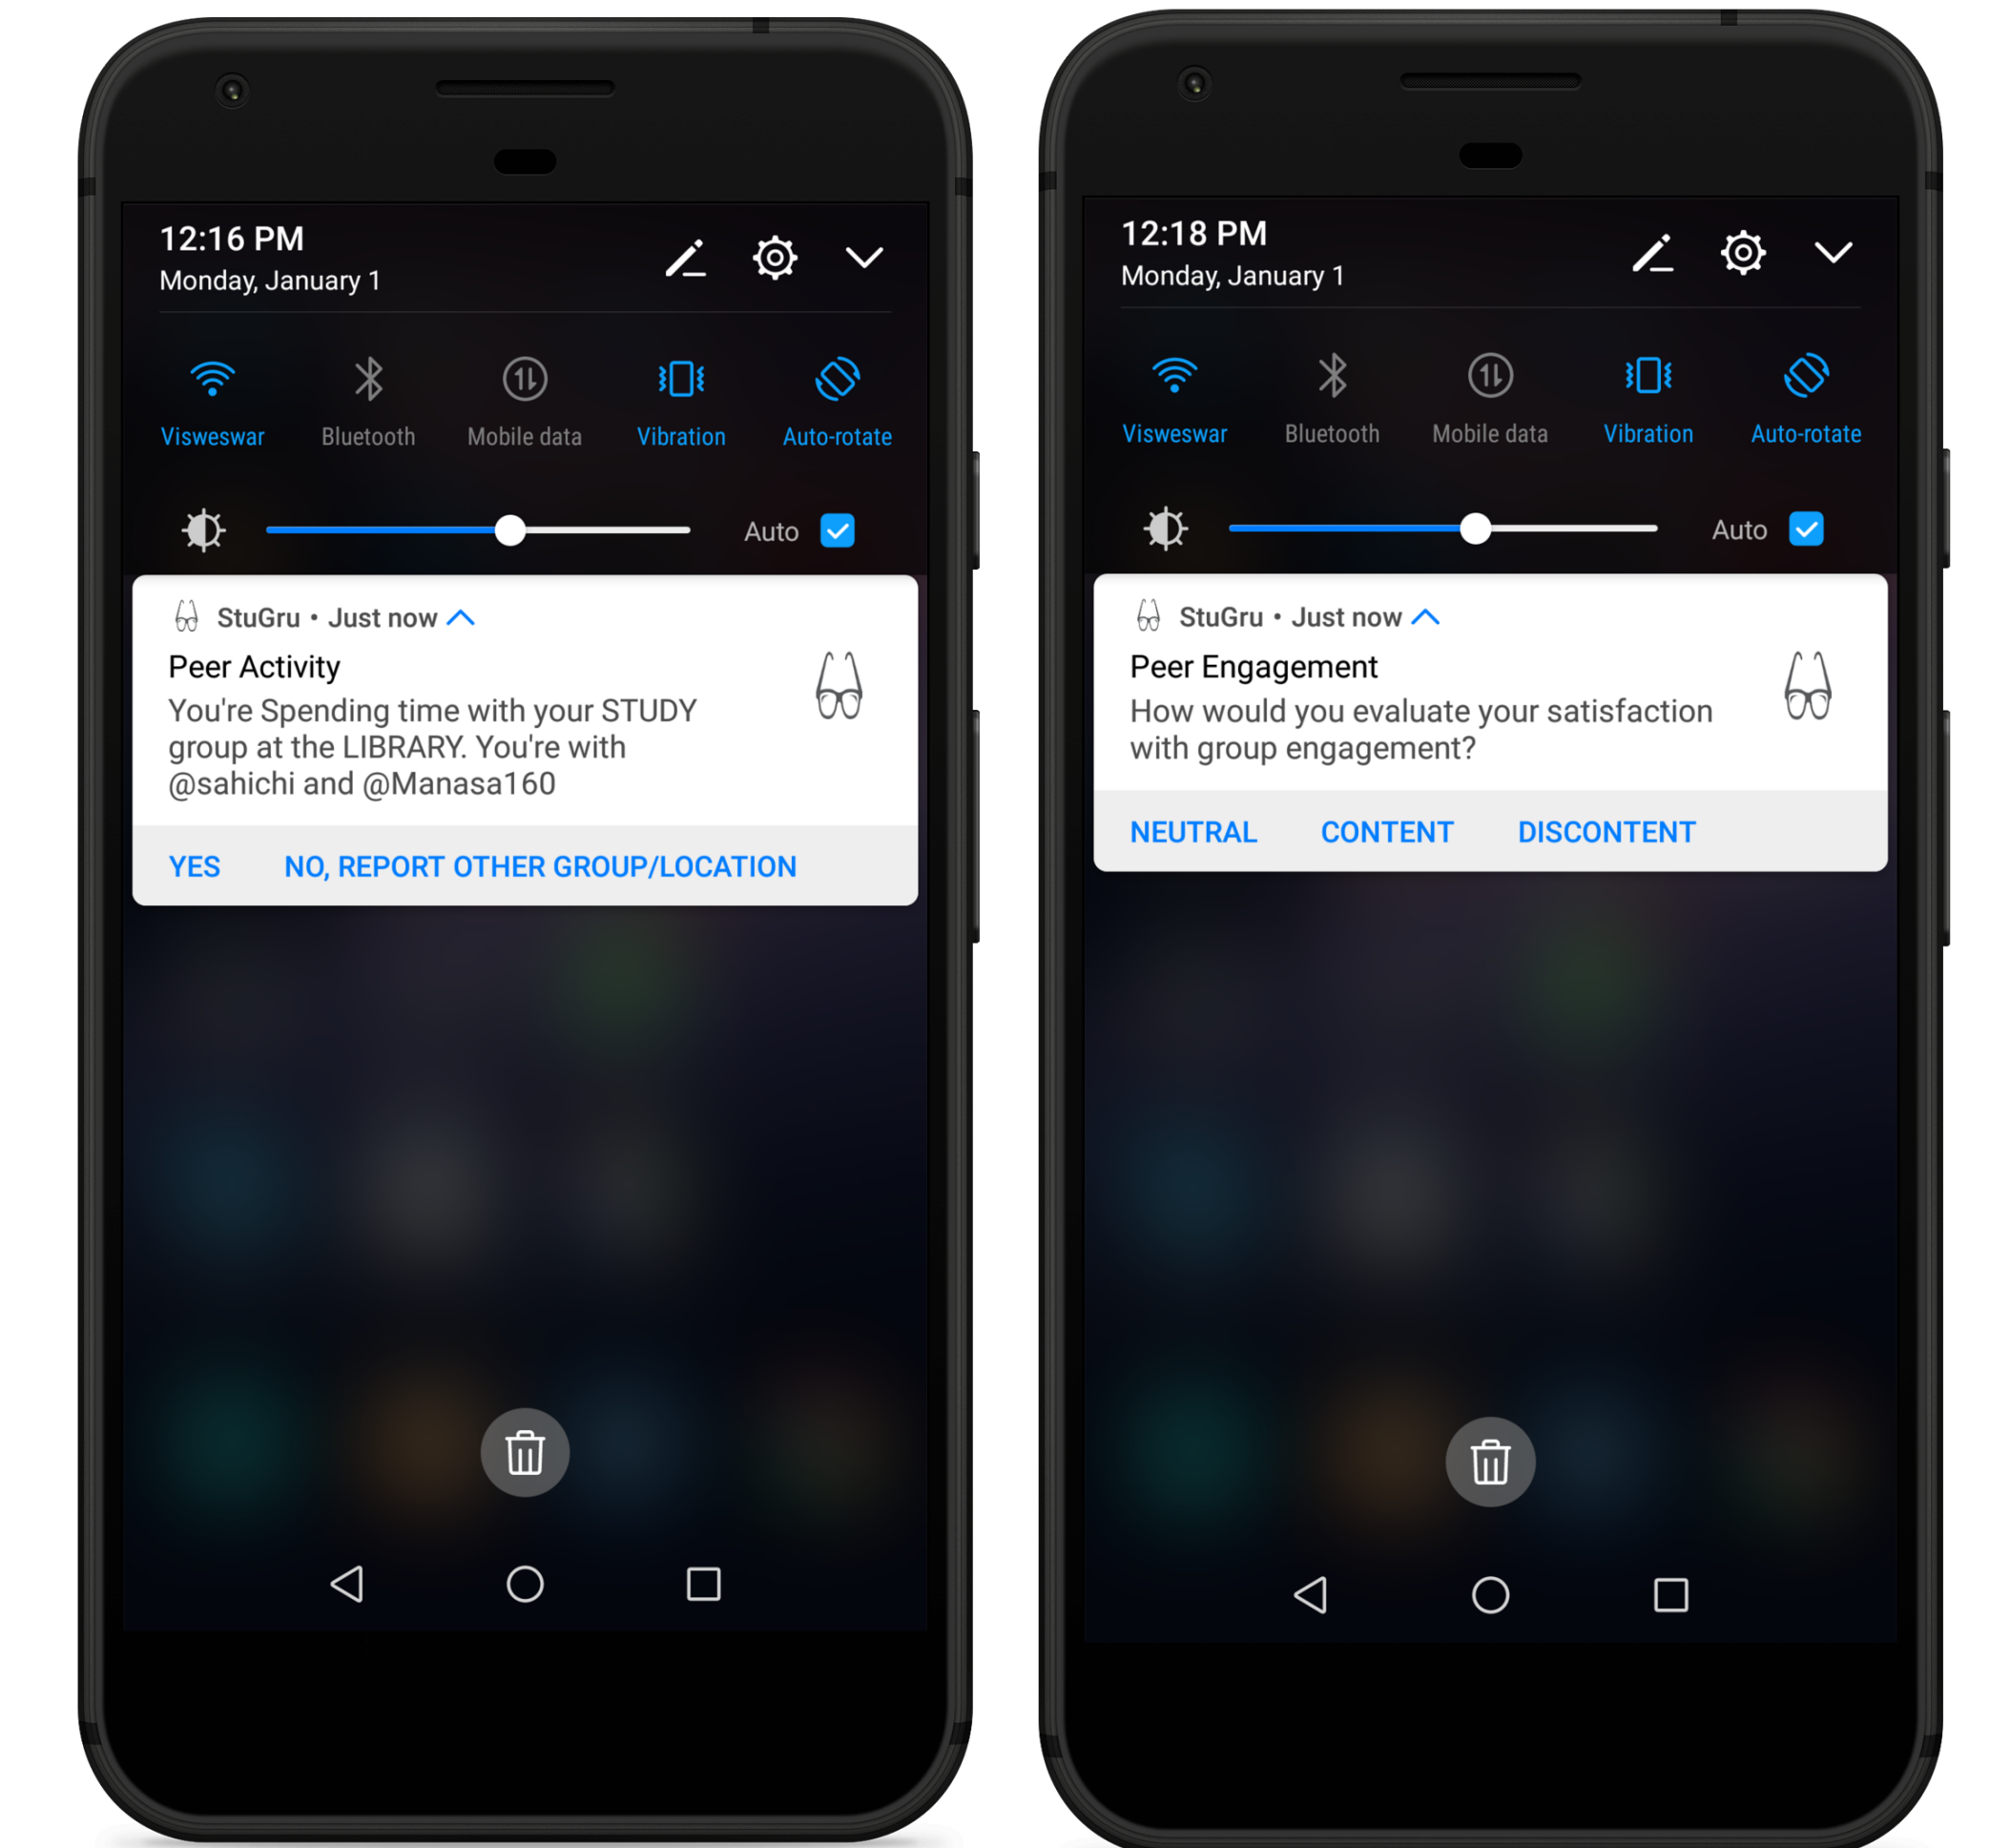 12:16 PM
Monday, January 1
Visweswar Bluetooth Mobile data Vibration Auto-rotate
Auto
StuGru • Just now
Peer Activity
You're Spending time with your STUDY
group at the LIBRARY. You're with
@sahichi and @Manasa160
YES NO, REPORT OTHER GROUP/LOCATION
12:18 PM
Monday, January 1
Visweswar Bluetooth Mobile data Vibration Auto-rotate
Auto
StuGru • Just now
Peer Engagement
How would you evaluate your satisfaction
with group engagement?
NEUTRAL CONTENT DISCONTENT